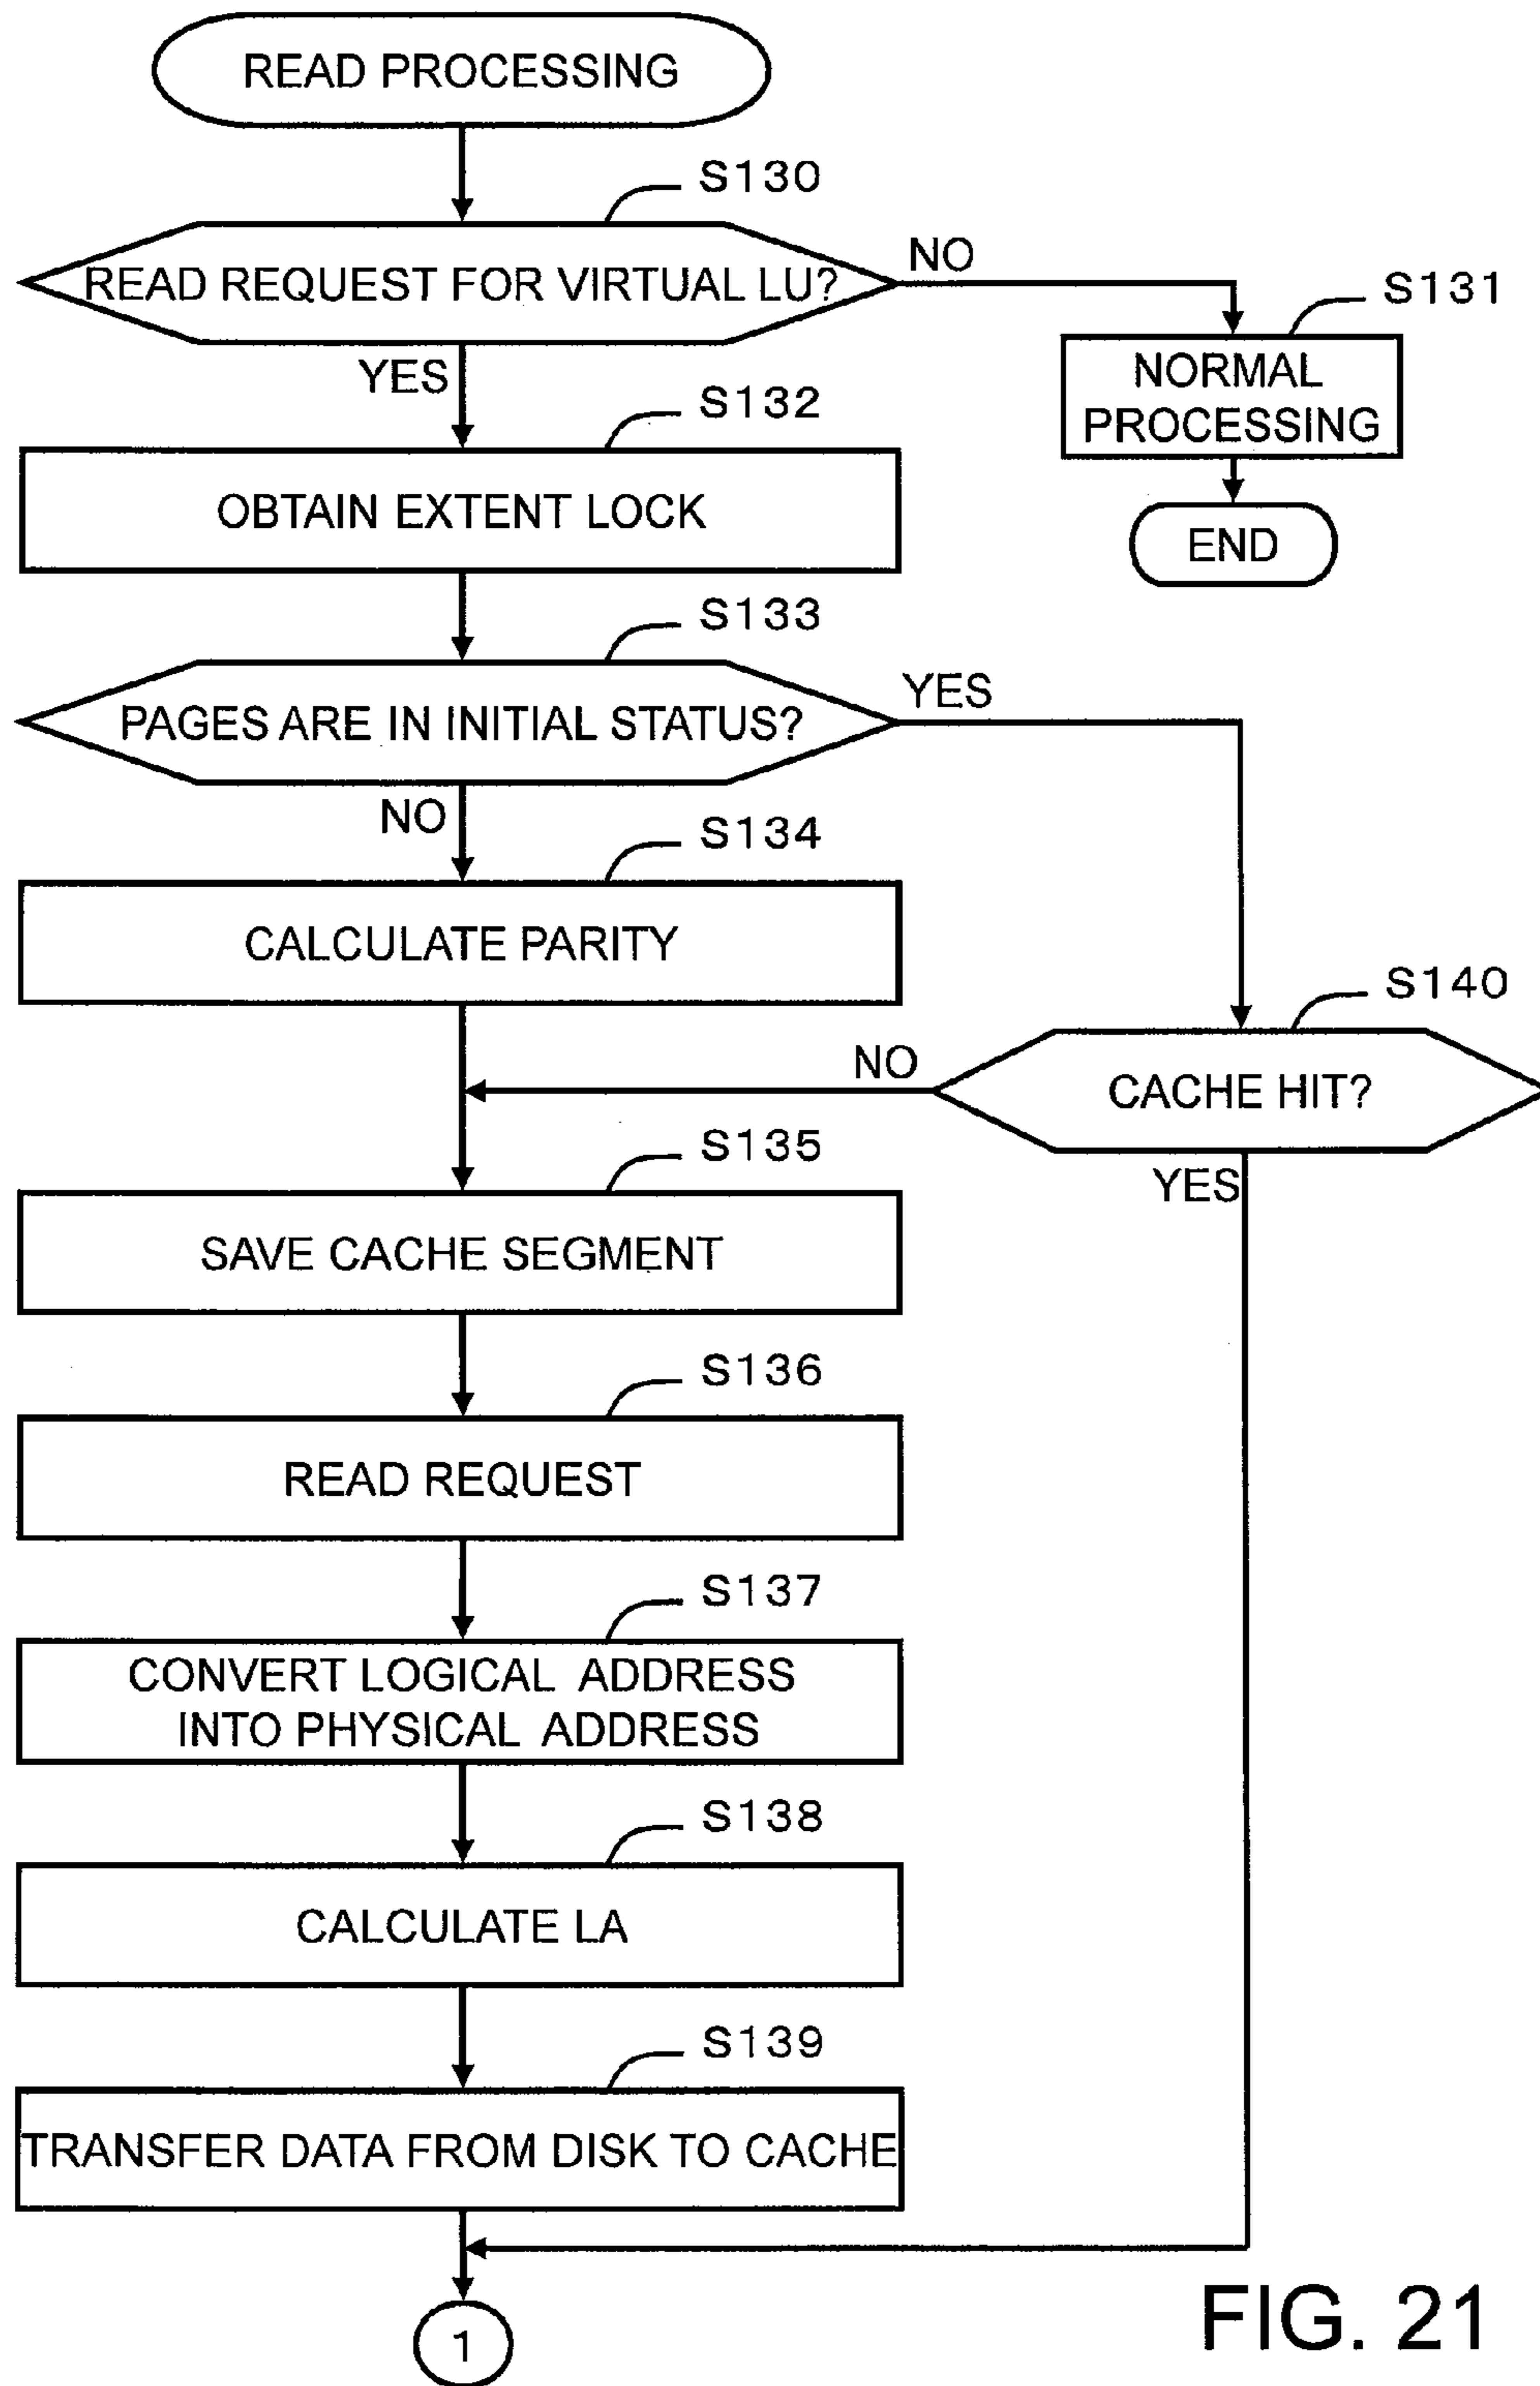 READ PROCESSING
S130
READ REQUEST FOR VIRTUAL LU?
NO
S131
NORMAL
PROCESSING
END
YES
S132
OBTAIN EXTENT LOCK
S133
PAGES ARE IN INITIAL STATUS?
YES
NO
S134
CALCULATE PARITY
S140
CACHE HIT?
NO
YES
S135
SAVE CACHE SEGMENT
S136
READ REQUEST
S137
CONVERT LOGICAL ADDRESS
INTO PHYSICAL ADDRESS
S138
CALCULATE LA
S139
TRANSFER DATA FROM DISK TO CACHE
1
FIG. 21